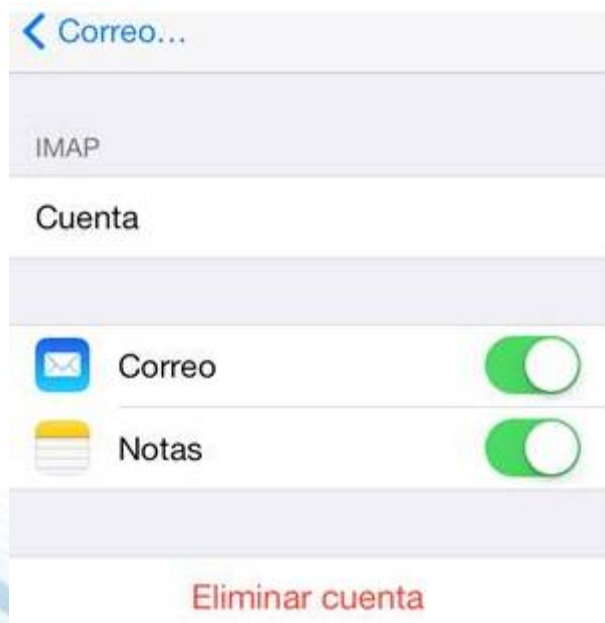 Correo...
IMAP
Cuenta
Correo
Notas
Eliminar cuenta